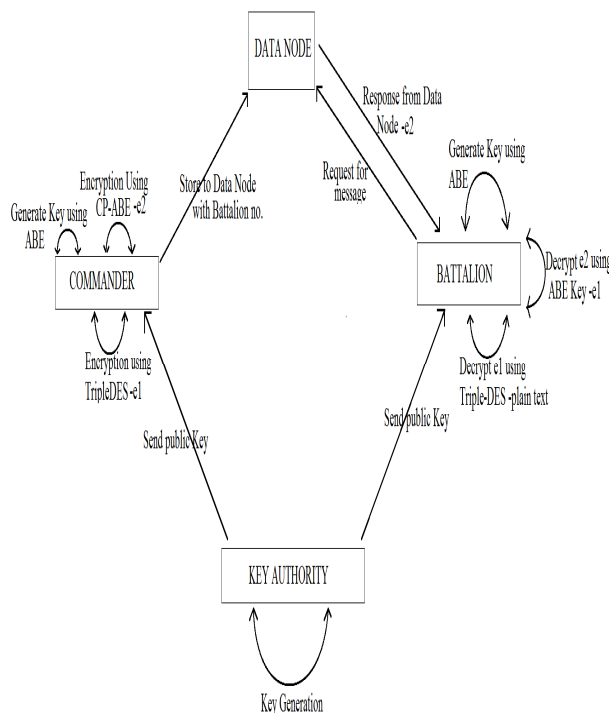 DATA NODE
Response from Data
Node -e2
Request for
message
Generate Key using
ABE
Encryption Using
CP-ABE -e2
Store to Data Node
with Battalion no.
Generate Key using
ABE
COMMANDER
BATTALION
Decrypt e2 using
ABE Key -e1
Encryption using
TripleDES -e1
Decrypt e1 using
Triple-DES -plain text
Send public Key
Send public Key
KEY AUTHORITY
Key Generation